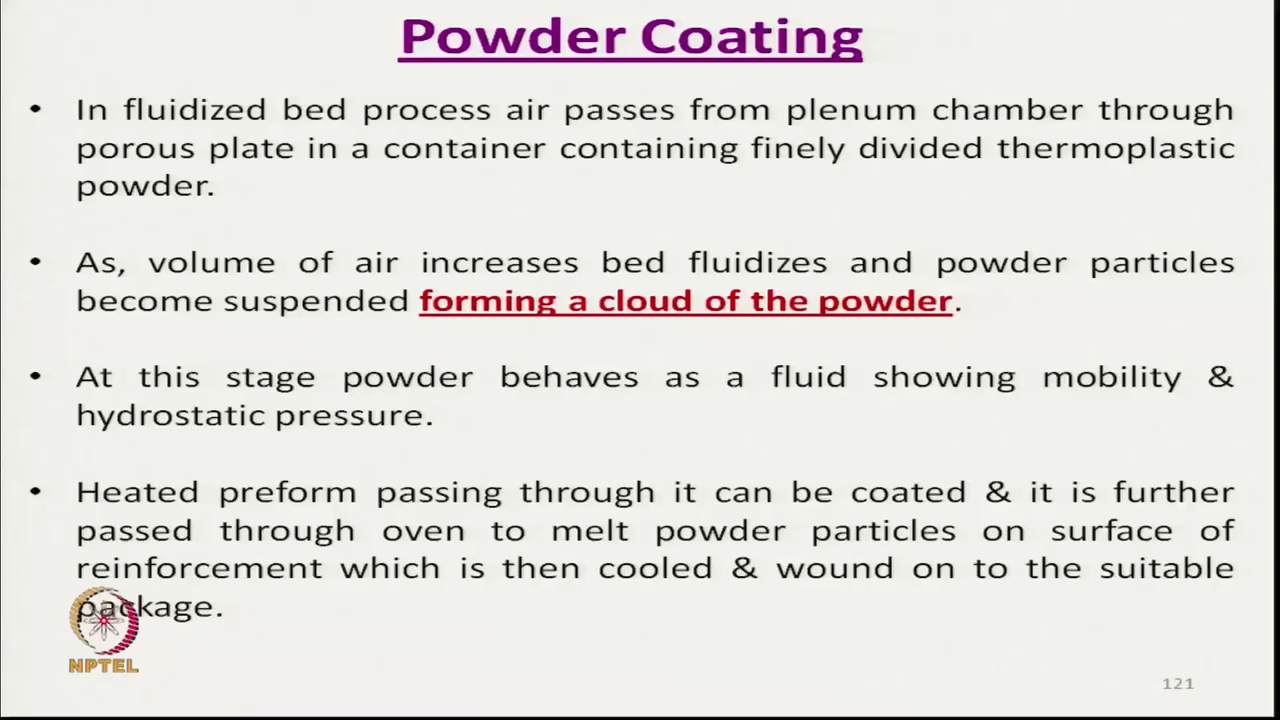 Powder Coating
• In fluidized bed process air passes from plenum chamber through
porous plate in a container containing finely divided thermoplastic
powder.
• As, volume of air increases bed fluidizes and powder particles
become suspended forming a cloud of the powder.
• At this stage powder behaves as a fluid showing mobility &
hydrostatic pressure.
• Heated preform passing through it can be coated & it is further
passed through oven to melt powder particles on surface of
reinforcement which is then cooled & wound on to the suitable
package.
NPTEL
121